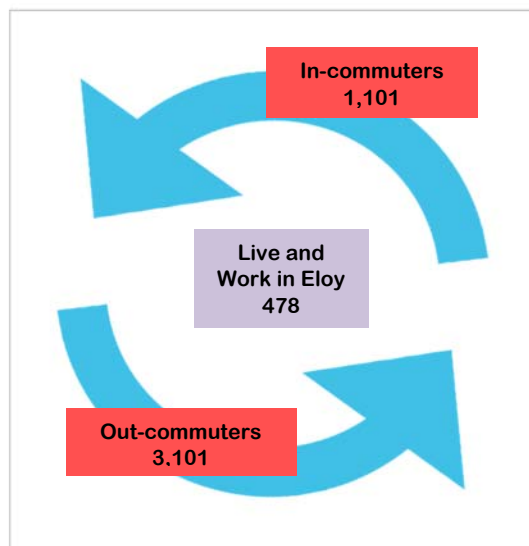 In-commuters
1,101
Live and
Work in Eloy
478
Out-commuters
3,101